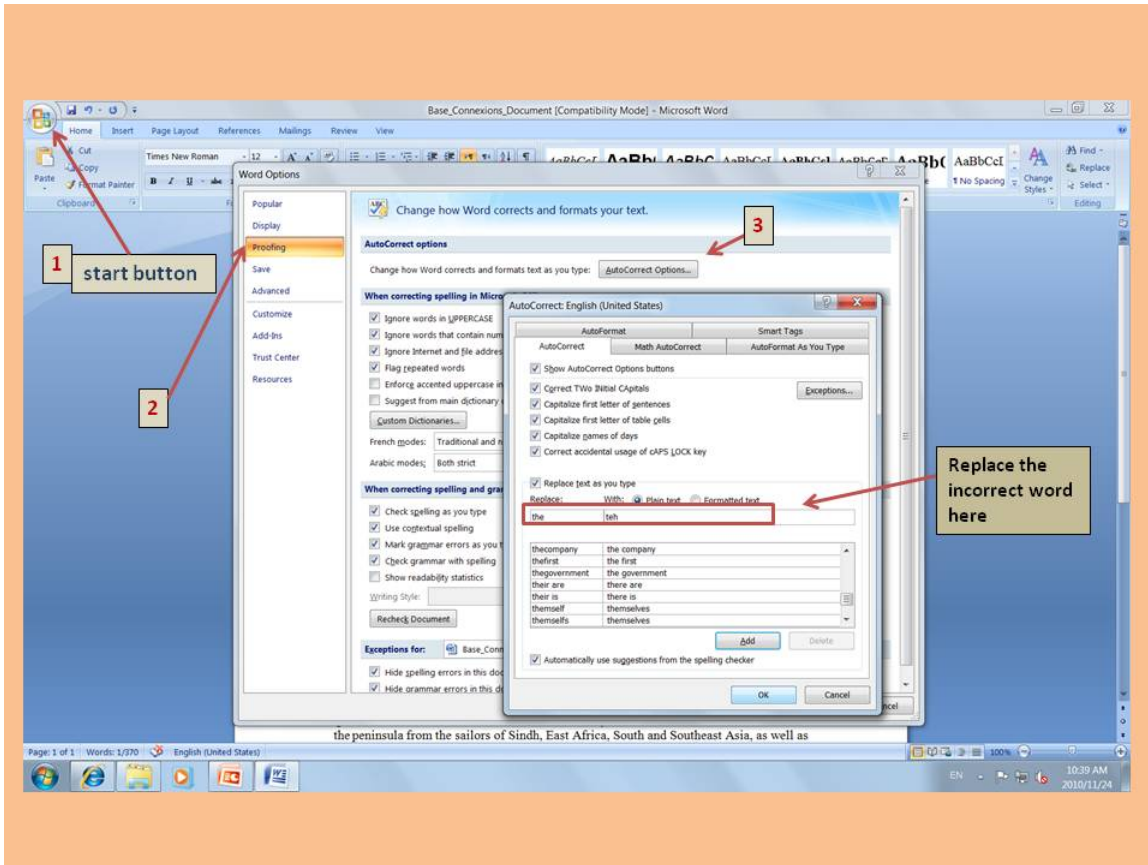 Base_Connexions_Document [Compatibility Mode] - Microsoft Word
Home Insert Page Layout References Mailings Review View
Cut
Copy
Format Painter
Paste
Clipboard
Times New Roman 12
B I U abc
AaBbCcI AaBbCcI AaBbCcI AaBbCcI
1 No Spacing
Change Styles
Find
Replace
Select
Editing
1
start button
2
3
Replace the
incorrect word
here
Word Options
Popular
Display
Proofing
Save
Advanced
Customize
Add-Ins
Trust Center
Resources
Change how Word corrects and formats your text.
AutoCorrect options
Change how Word corrects and formats text as you type: AutoCorrect Options...
When correcting spelling in Micro
Ignore words in UPPERCASE
Ignore words that contain num
Ignore Internet and file addres
Flag repeated words
Enforce accented uppercase in
Suggest from main dictionary
Custom Dictionaries...
French modes: Traditional and n
Arabic modes: Both strict
When correcting spelling and gra
Check spelling as you type
Use contextual spelling
Mark grammar errors as you t
Check grammar with spelling
Show readability statistics
Writing Style:
Recheck Document
Exceptions for: Base_Conn
Hide spelling errors in this doc
Hide grammar errors in this d
ncel
AutoCorrect: English (United States)
AutoFormat Smart Tags
AutoCorrect Math AutoCorrect AutoFormat As You Type
Show AutoCorrect Options buttons
Correct TWo INitial CApitals
Exceptions...
Capitalize first letter of sentences
Capitalize first letter of table cells
Capitalize names of days
Correct accidental usage of cAPS LOCK key
Replace text as you type
Replace: With: Plain text Formatted text
the teh
thecompany the company
thefirst the first
thegovernment the government
their are there are
their is there is
themself themselves
themselfs themselves
Add Delete
Automatically use suggestions from the spelling checker
OK Cancel
the peninsula from the sailors of Sindh, East Africa, South and Southeast Asia, as well as
Page: 1 of 1 Words: 1/370 English (United States)
100%
EN
10:39 AM
2010/11/24